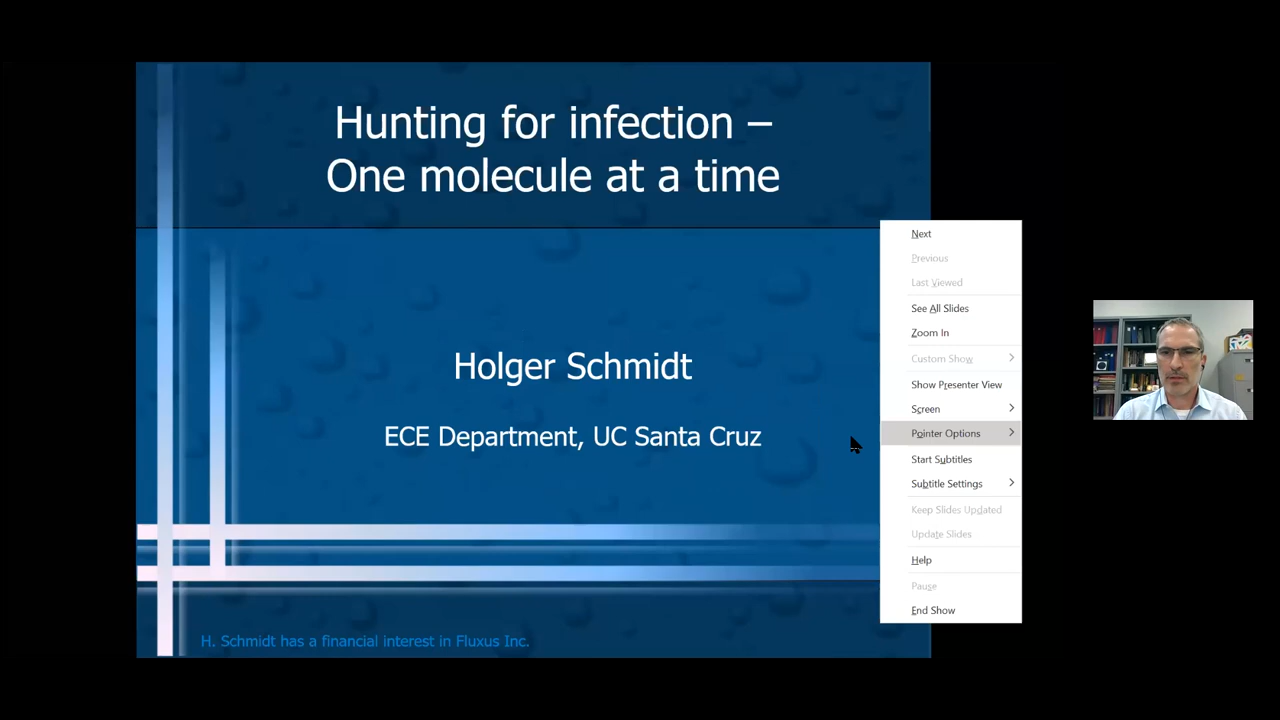 Hunting for infection –
One molecule at a time
Holger Schmidt
ECE Department, UC Santa Cruz
H. Schmidt has a financial interest in Fluxus Inc.
Next
Previous
Last Viewed
See All Slides
Zoom In
Custom Show
Show Presenter View
Screen
Pointer Options
Start Subtitles
Subtitle Settings
Keep Slides Updated
Update Slides
Help
Pause
End Show